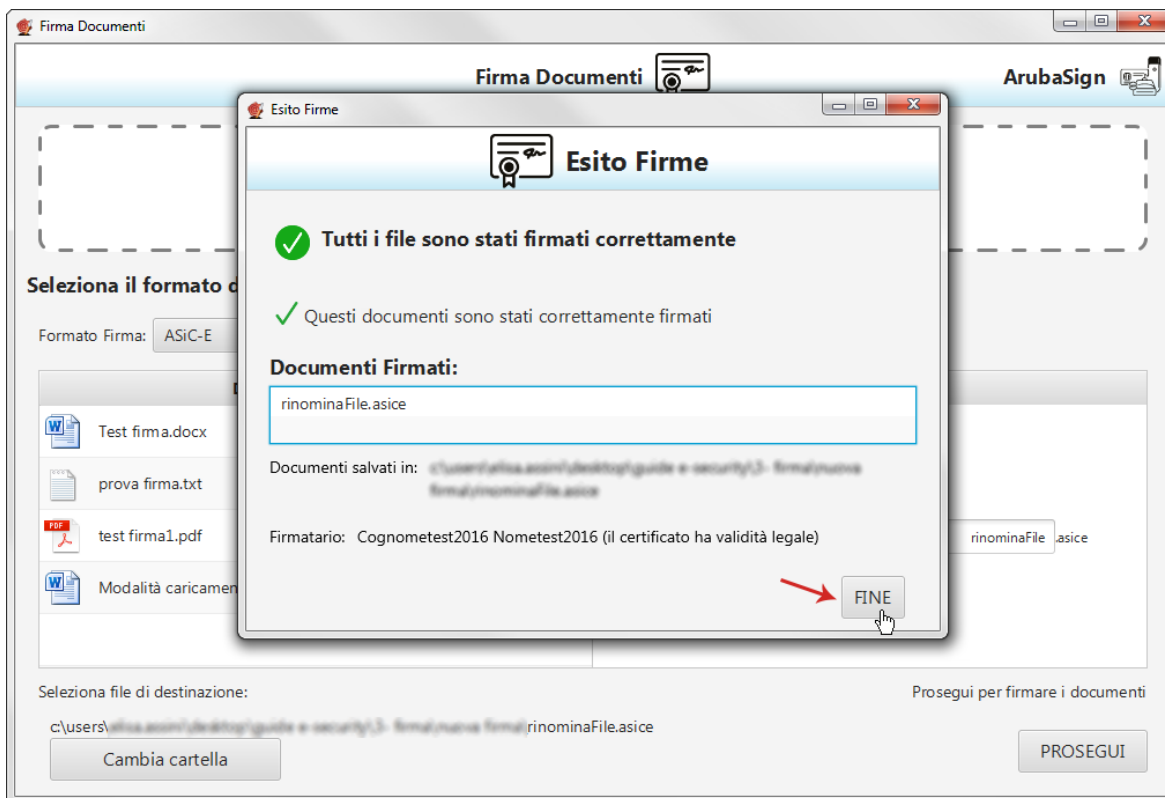 Firma Documenti
Firma Documenti
ArubaSign
Esito Firme
Esito Firme
Tutti i file sono stati firmati correttamente
Questi documenti sono stati correttamente firmati
Documenti Firmati:
rinominaFile.asice
Documenti salvati in:
Firmatario: Cognometest2016 Nometest2016 (il certificato ha validità legale)
FINE
Seleziona il formato d
Formato Firma: ASiC-E
Test firma.docx
prova firma.txt
PDF
test firma1.pdf
rinominaFile .asice
Modalità caricamen
Seleziona file di destinazione:
Prosegui per firmare i documenti
c:\users\ rinominaFile.asice
Cambia cartella
PROSEGUI